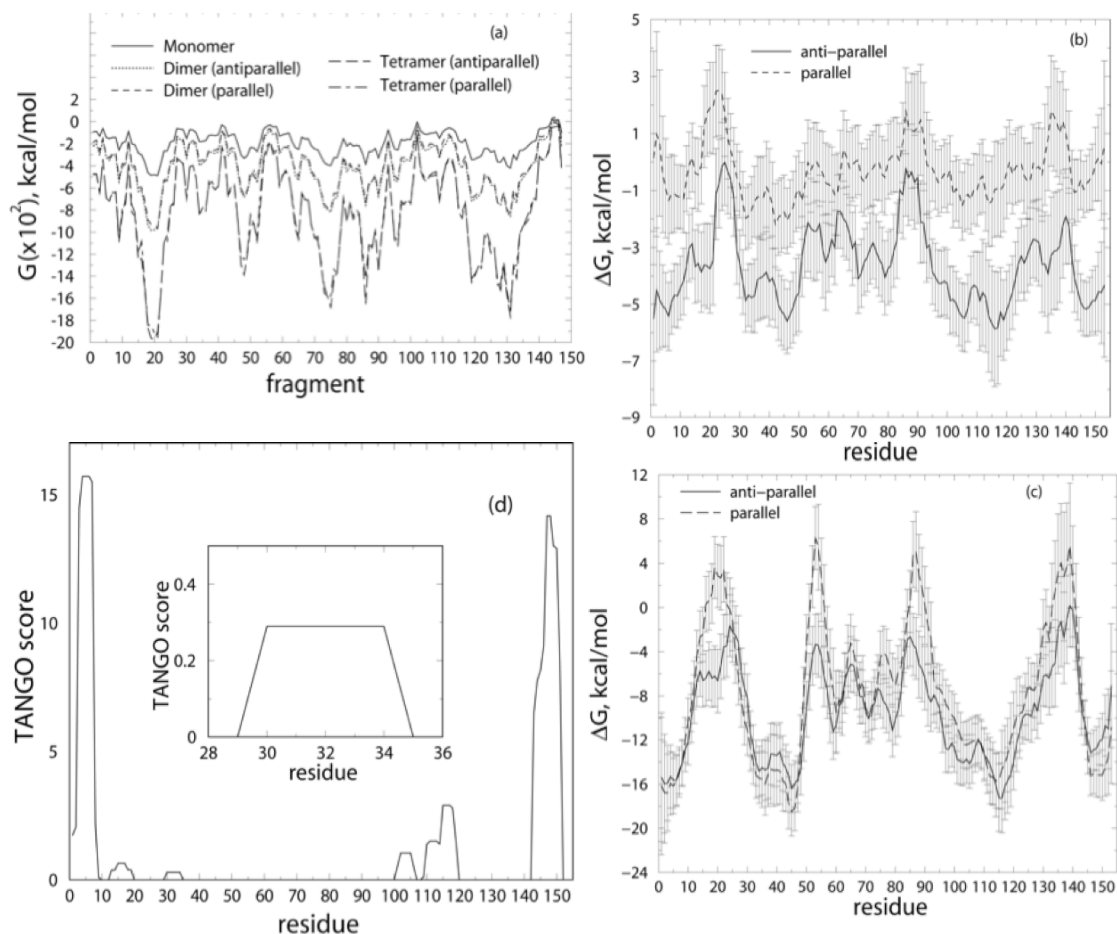 (a)
Monomer
Dimer (antiparallel)
Dimer (parallel)
Tetramer (antiparallel)
Tetramer (parallel)
G(x 10²), kcal/mol
2
0
−2
−4
−6
−8
−10
−12
−14
−16
−18
−20
0 10 20 30 40 50 60 70 80 90 100 110 120 130 140 150
fragment
(b)
anti−parallel
parallel
ΔG, kcal/mol
5
3
1
−1
−3
−5
−7
−9
0 10 20 30 40 50 60 70 80 90 100 110 120 130 140 150
residue
(d)
TANGO score
15
10
5
0
0 10 20 30 40 50 60 70 80 90 100 110 120 130 140 150
residue
TANGO score
0.4
0.2
0
28 30 32 34 36
residue
(c)
anti−parallel
parallel
ΔG, kcal/mol
12
8
4
0
−4
−8
−12
−16
−20
−24
0 10 20 30 40 50 60 70 80 90 100 110 120 130 140 150
residue